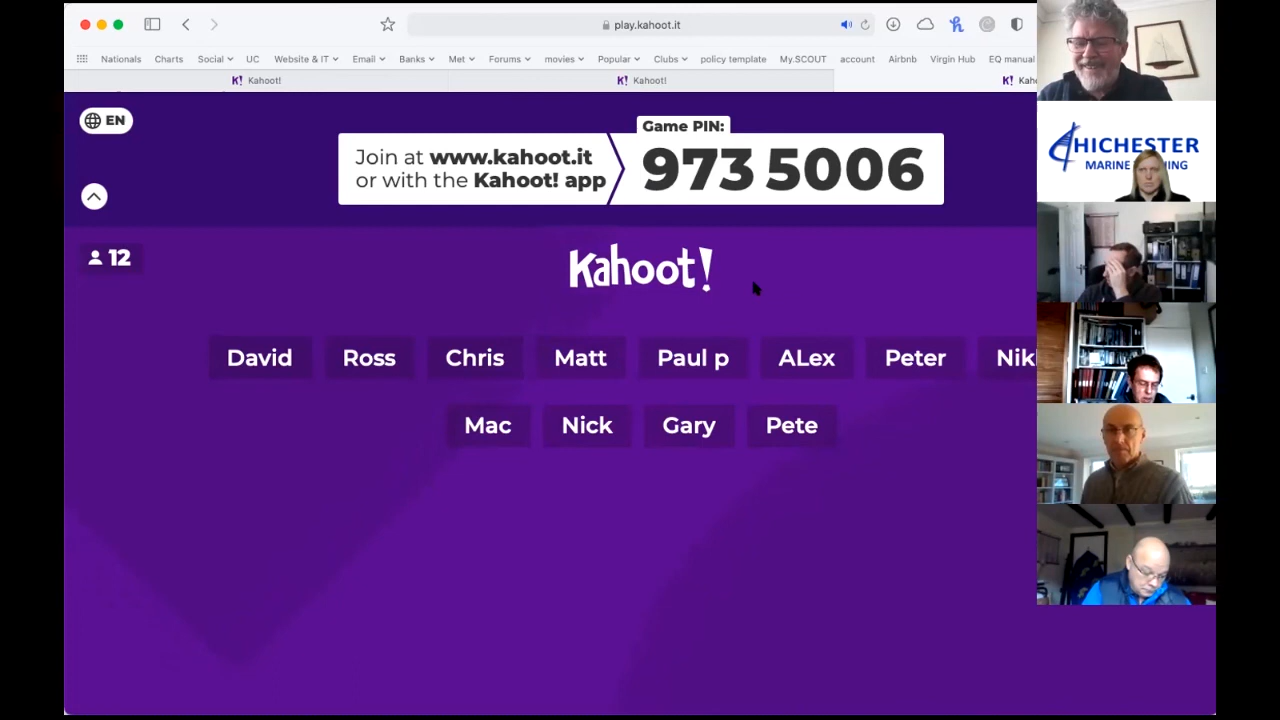 play.kahoot.it
Nationals Charts Social UC Website & IT Email Banks Met Forums movies Popular Clubs policy template My.SCOUT account Airbnb Virgin Hub EQ manual
Kahoot! Kahoot!
EN
Game PIN:
Join at www.kahoot.it
or with the Kahoot! app
973 5006
12
Kahoot!
David Ross Chris Matt Paul p ALex Peter Nik
Mac Nick Gary Pete
CHICHESTER
MARINE